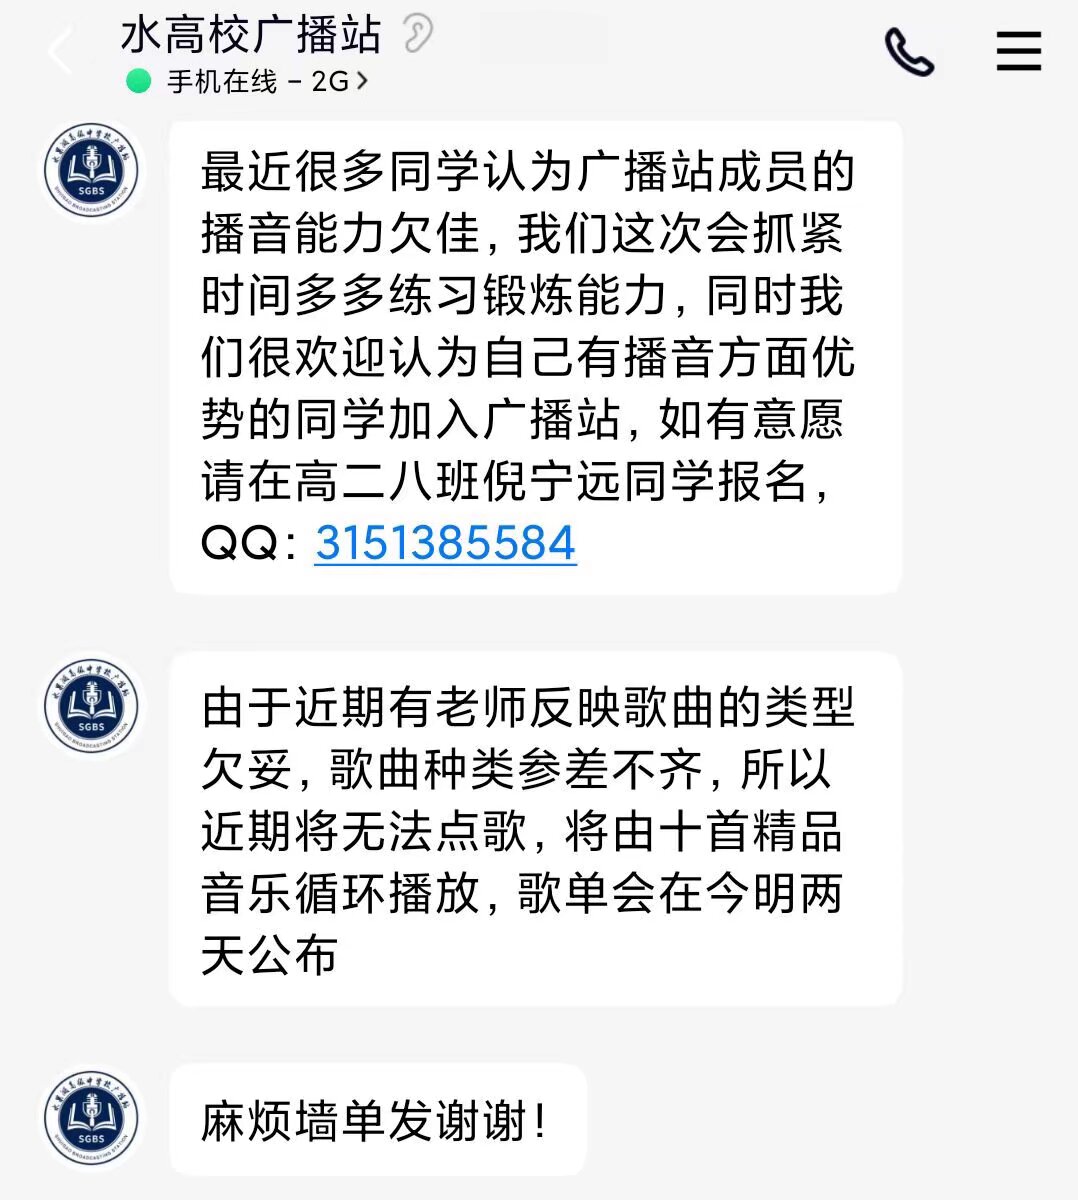 水高校广播站
手机在线 – 2G
最近很多同学认为广播站成员的
播音能力欠佳，我们这次会抓紧
时间多多练习锻炼能力，同时我
们很欢迎认为自己有播音方面优
势的同学加入广播站，如有意愿
请在高二八班倪宁远同学报名，
QQ：3151385584
SGBS
由于近期有老师反映歌曲的类型
欠妥，歌曲种类参差不齐，所以
近期将无法点歌，将由十首精品
音乐循环播放，歌单会在今明两
天公布
SGBS
麻烦墙单发谢谢！
SGBS